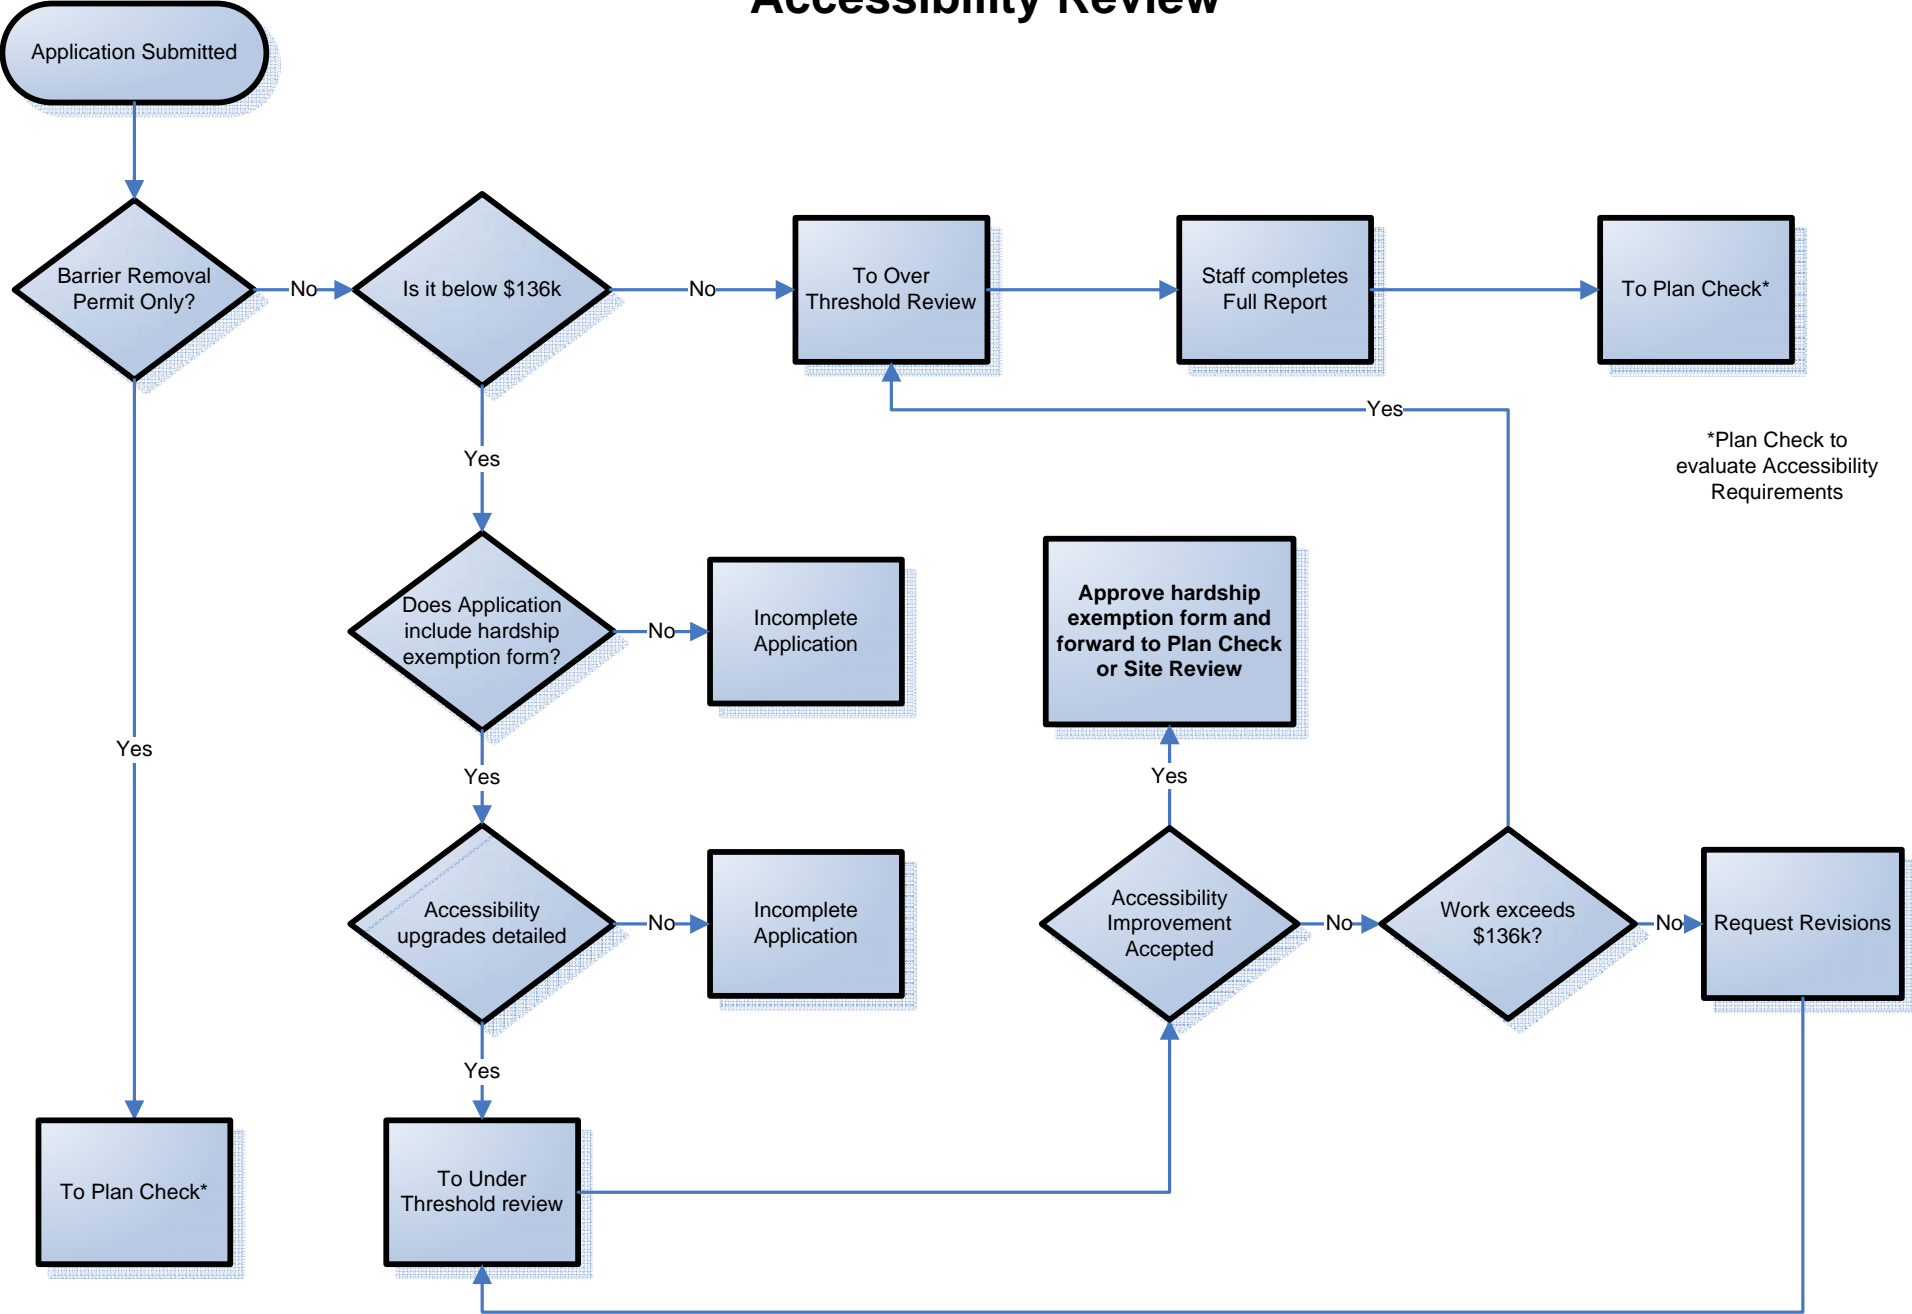 Accessibility Review
Application Submitted
Barrier Removal
Permit Only?
No
Is it below $136k
No
To Over
Threshold Review
Staff completes
Full Report
To Plan Check*
Yes
*Plan Check to
evaluate Accessibility
Requirements
Yes
Does Application
include hardship
exemption form?
No
Incomplete
Application
Approve hardship
exemption form and
forward to Plan Check
or Site Review
Yes
Yes
Yes
Accessibility
upgrades detailed
No
Incomplete
Application
Accessibility
Improvement
Accepted
No
Work exceeds
$136k?
No
Request Revisions
Yes
To Plan Check*
To Under
Threshold review